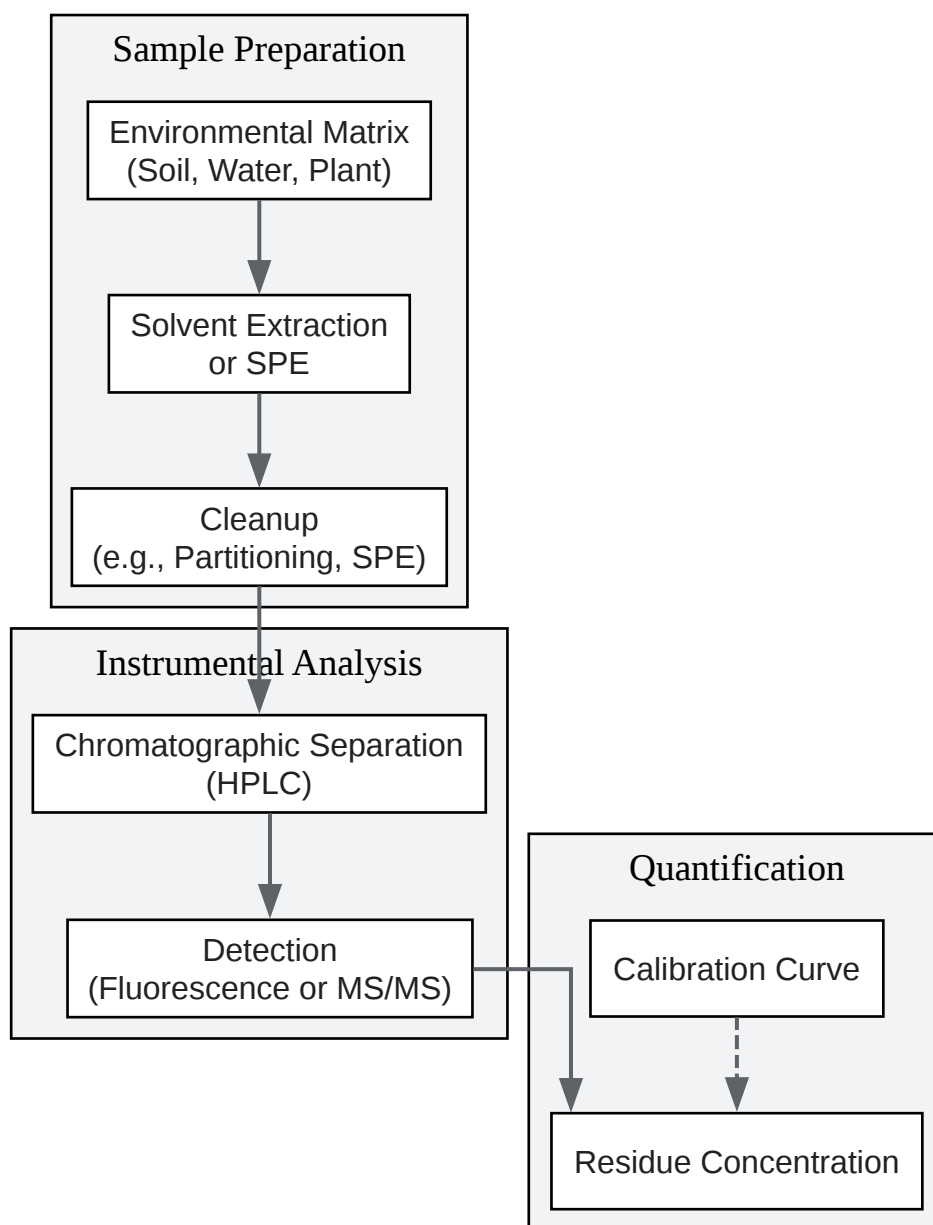 Sample Preparation
Environmental Matrix
(Soil, Water, Plant)
Solvent Extraction
or SPE
Cleanup
(e.g., Partitioning, SPE)
Instrumental Analysis
Chromatographic Separation
(HPLC)
Detection
(Fluorescence or MS/MS)
Quantification
Calibration Curve
Residue Concentration